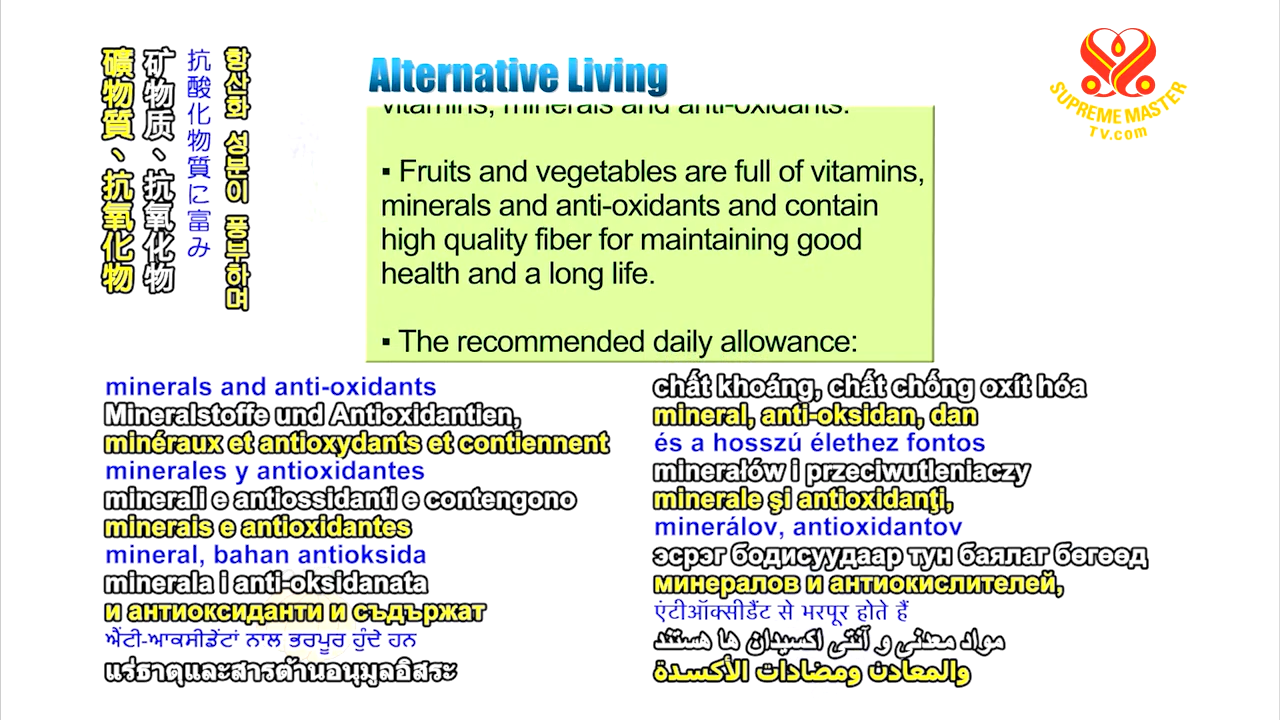 礦物質、抗氧化物
矿物质、抗氧化物
抗酸化物質に富み
항산화 성분이 풍부하며
Alternative Living
SUPREME MASTER
Tv.com
vitamins, minerals and anti-oxidants.
▪ Fruits and vegetables are full of vitamins,
minerals and anti-oxidants and contain
high quality fiber for maintaining good
health and a long life.
▪ The recommended daily allowance:
minerals and anti-oxidants
Mineralstoffe und Antioxidantien,
minéraux et antioxydants et contiennent
minerales y antioxidantes
minerali e antiossidanti e contengono
minerais e antioxidantes
mineral, bahan antioksida
minerala i anti-oksidanata
и антиоксиданти и съдържат
ਐਂਟੀ-ਆਕਸੀਡੇਂਟਾਂ ਨਾਲ ਭਰਪੂਰ ਹੁੰਦੇ ਹਨ
แร่ธาตุและสารต้านอนุมูลอิสระ
chất khoáng, chất chống oxít hóa
mineral, anti-oksidan, dan
és a hosszú élethez fontos
minerałów i przeciwutleniaczy
minerale şi antioxidanţi,
minerálov, antioxidantov
эсрэг бодисуудаар тун баялаг бөгөөд
минералов и антиокислителей,
एंटीऑक्सीडैंट से भरपूर होते हैं
مواد معدنی و آنتی اکسیدان ها هستند
والمعادن ومضادات الأكسدة